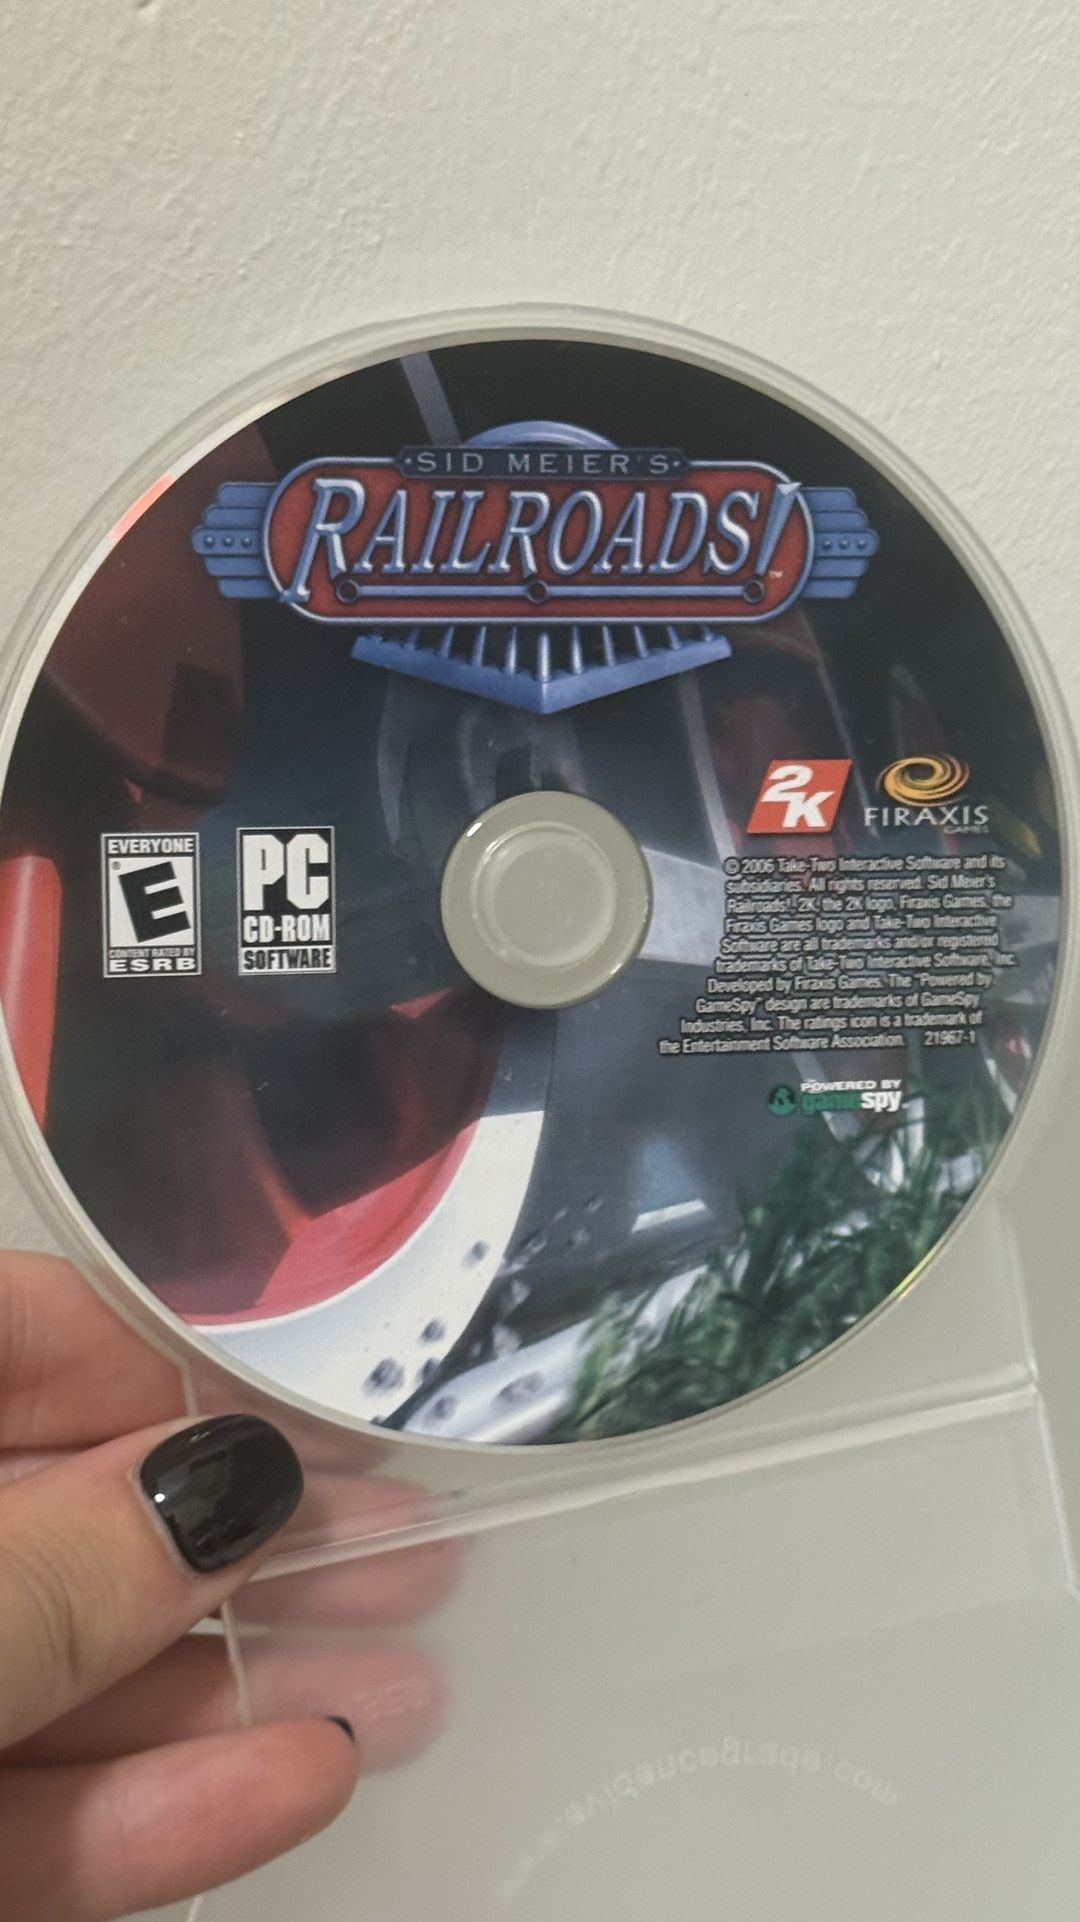 SID MEIER'S
RAILROADS!™
2K
FIRAXIS
GAMES
EVERYONE
E
CONTENT RATED BY
ESRB
PC
CD-ROM
SOFTWARE
© 2006 Take-Two Interactive Software and its
subsidiaries. All rights reserved. Sid Meier's
Railroads!, 2K, the 2K logo, Firaxis Games, the
Firaxis Games logo and Take-Two Interactive
Software are all trademarks and/or registered
trademarks of Take-Two Interactive Software, Inc.
Developed by Firaxis Games. The "Powered by
GameSpy" design are trademarks of GameSpy
Industries, Inc. The ratings icon is a trademark of
the Entertainment Software Association. 21967-1
POWERED BY
gamespy